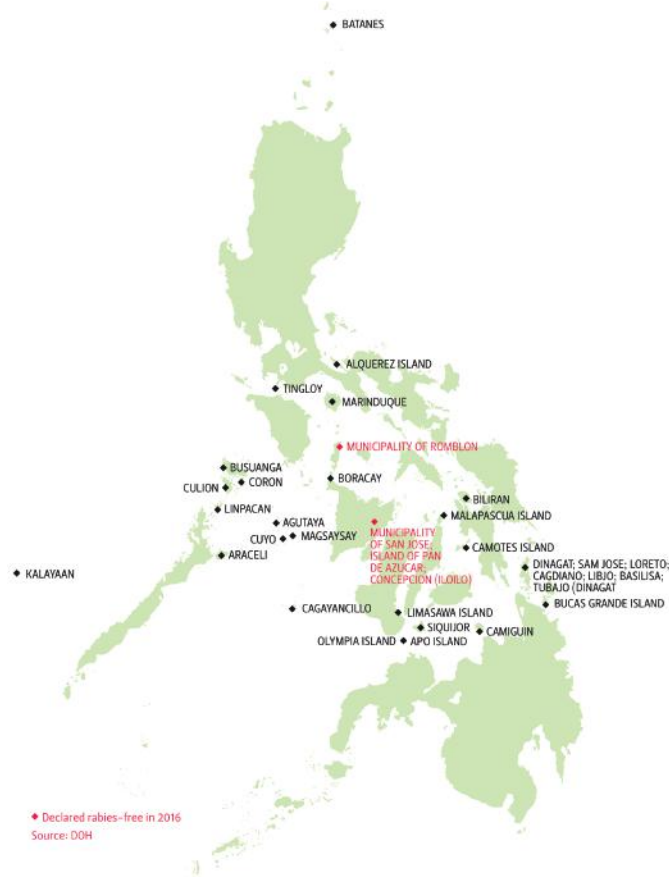 BATANES
ALQUEREZ ISLAND
TINGLOY
MARINDUQUE
MUNICIPALITY OF ROMBLON
BUSUANGA
CORON
BORACAY
CULION
BILIRAN
LINPACAN
MALAPASCUA ISLAND
AGUTAYA
MUNICIPALITY
OF SAN JOSE;
ISLAND OF PAN
DE AZUCAR;
CONCEPCION (ILOILO)
MAGSAYSAY
CUYO
CAMOTES ISLAND
ARACELI
DINAGAT; SAM JOSE; LORETO;
CAGDIANO; LIBJO; BASILISA;
TUBAJO (DINAGAT
KALAYAAN
BUCAS GRANDE ISLAND
CAGAYANCILLO
LIMASAWA ISLAND
SIQUIJOR
CAMIGUIN
OLYMPIA ISLAND
APO ISLAND
Declared rabies-free in 2016
Source: DOH